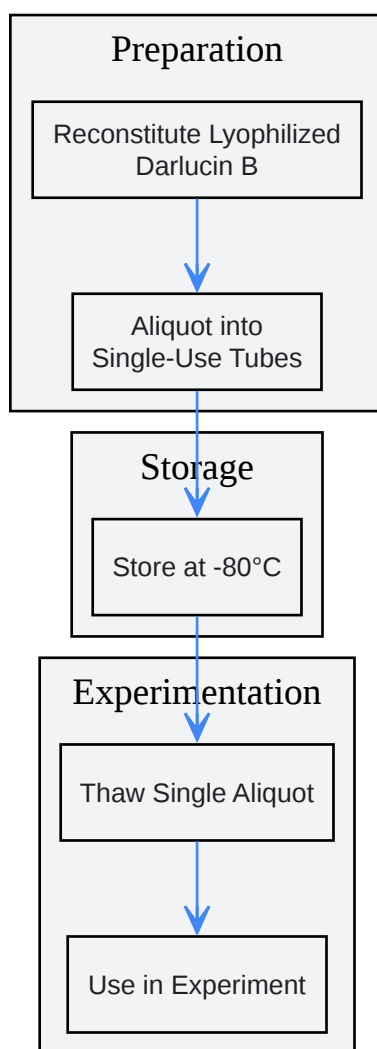 Preparation
Reconstitute Lyophilized
Darlucin B
Aliquot into
Single-Use Tubes
Storage
Store at -80°C
Experimentation
Thaw Single Aliquot
Use in Experiment